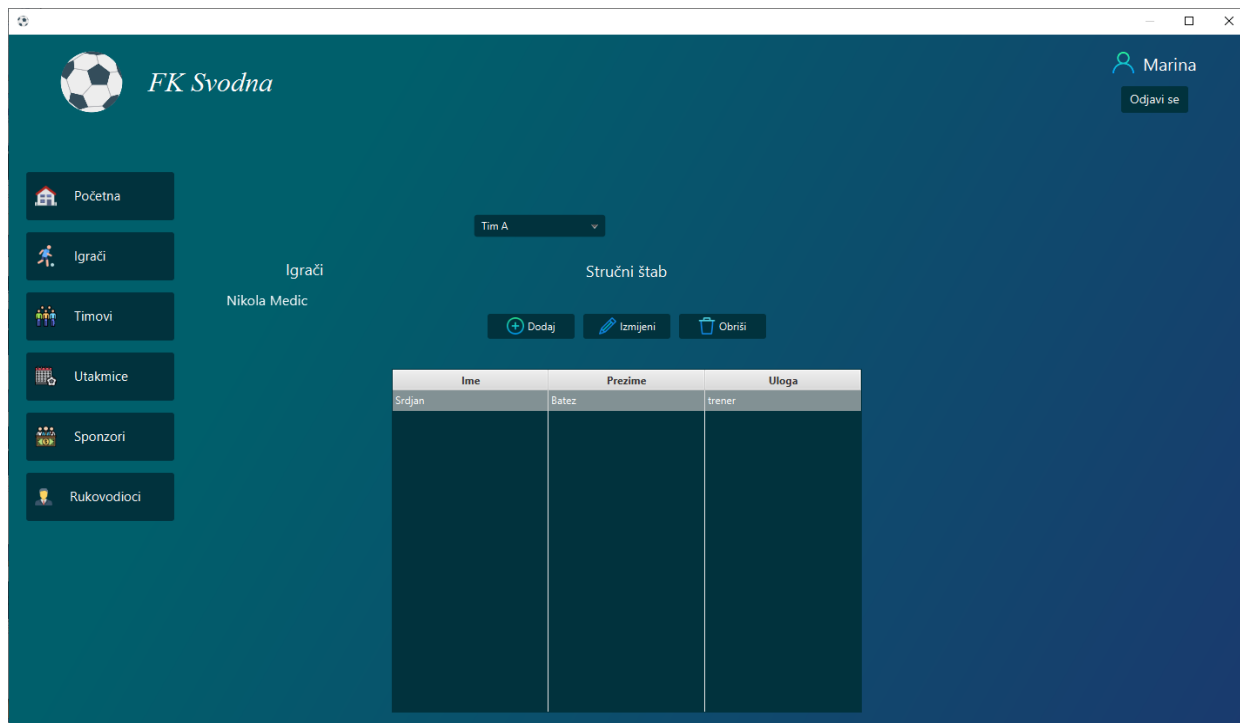 FK Svodna
Marina
Odjavi se
Početna
Igrači
Timovi
Utakmice
Sponzori
Rukovodioci
Tim A
Igrači
Nikola Medic
Stručni štab
Dodaj Izmijeni Obriši
Ime Prezime Uloga
Srdjan Batez trener